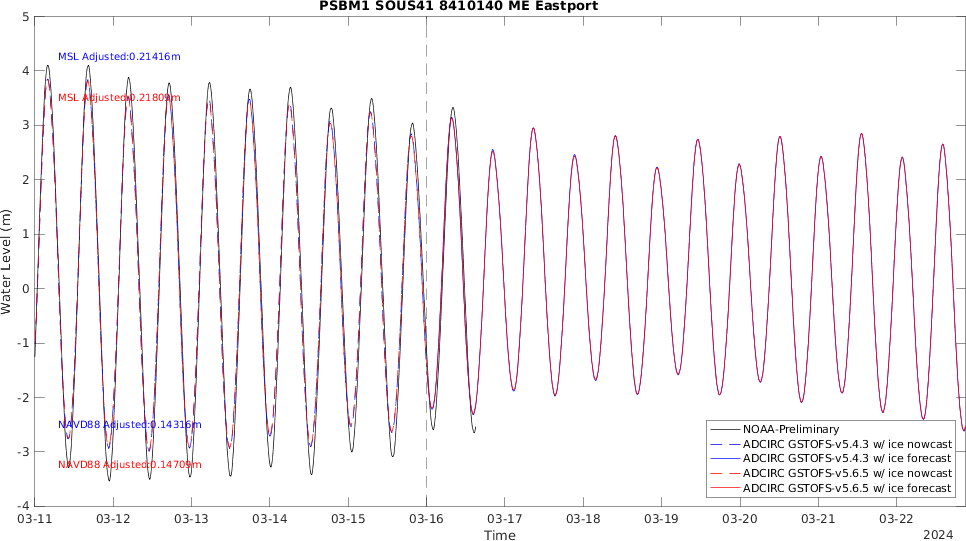 PSBM1 SOUS41 8410140 ME Eastport
5
4
3
2
1
0
-1
-2
-3
-4
Water Level (m)
MSL Adjusted:0.21416m
MSL Adjusted:0.21809m
NAVD88 Adjusted:0.14316m
NAVD88 Adjusted:0.14709m
NOAA-Preliminary
ADCIRC GSTOFS-v5.4.3 w/ ice nowcast
ADCIRC GSTOFS-v5.4.3 w/ ice forecast
ADCIRC GSTOFS-v5.6.5 w/ ice nowcast
ADCIRC GSTOFS-v5.6.5 w/ ice forecast
03-11 03-12 03-13 03-14 03-15 03-16 03-17 03-18 03-19 03-20 03-21 03-22
Time
2024